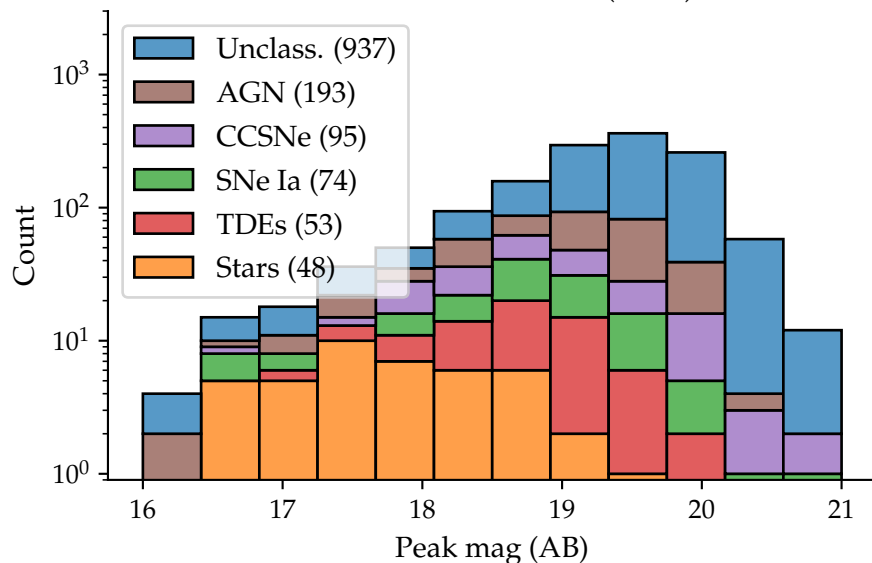 Unclass. (937)
AGN (193)
CCSNe (95)
SNe Ia (74)
TDEs (53)
Stars (48)
Count
10³
10²
10¹
10⁰
16 17 18 19 20 21
Peak mag (AB)